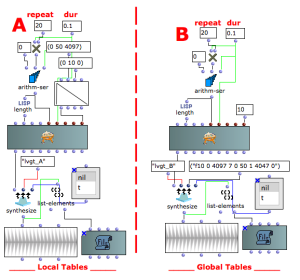 A
repeat dur
20 0.1
0
(0 50 4097)
(0 10 0)
arithm-ser
LISP
length
"lvgt_A"
nil
t
synthesize
list-elements
Local Tables
B
repeat dur
20 0.1
0
arithm-ser
LISP
length
10
"lvgt_B"
("f10 0 4097 7 0 50 1 4047 0")
nil
t
synthesize
list-elements
Global Tables